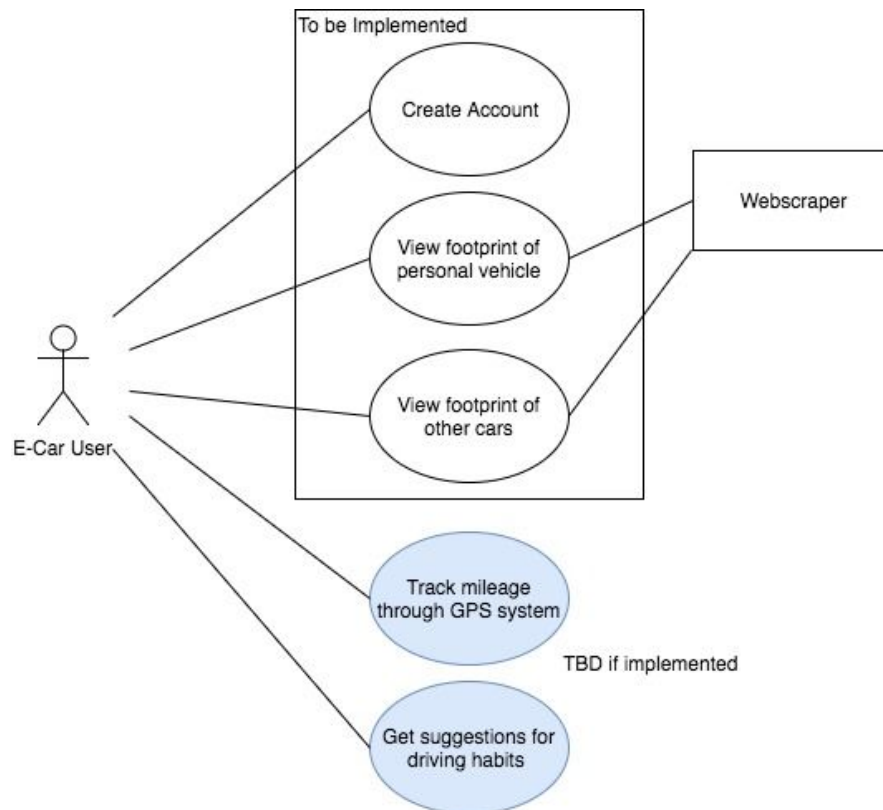 To be Implemented
Create Account
View footprint of
personal vehicle
Webscraper
View footprint of
other cars
E-Car User
Track mileage
through GPS system
TBD if implemented
Get suggestions for
driving habits